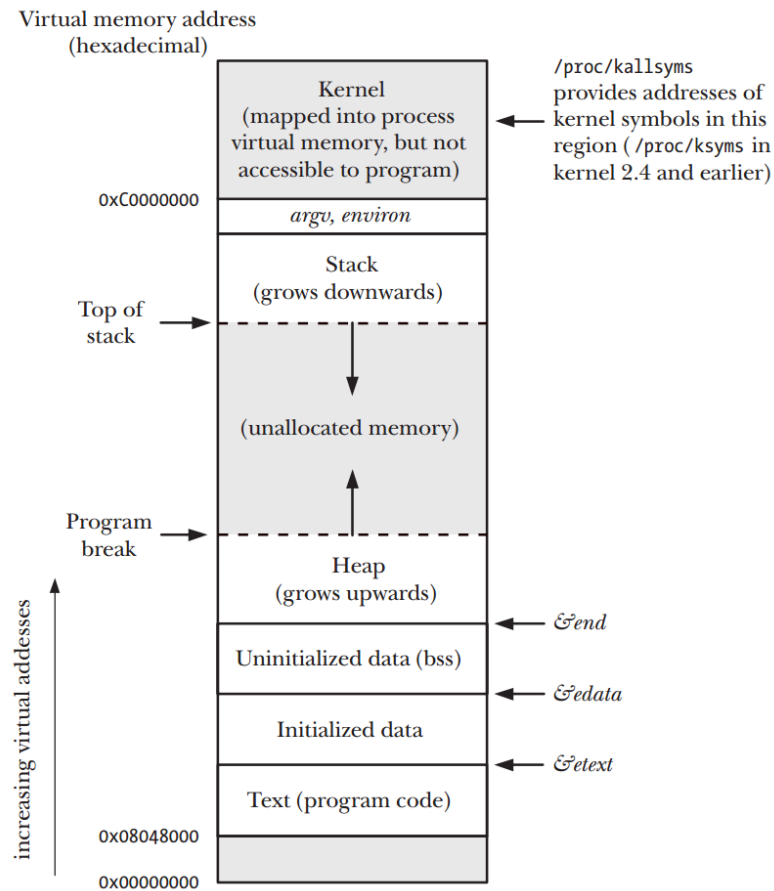 Virtual memory address
(hexadecimal)
Kernel
(mapped into process
virtual memory, but not
accessible to program)
/proc/kallsyms
provides addresses of
kernel symbols in this
region (/proc/ksyms in
kernel 2.4 and earlier)
0xC0000000
argv, environ
Stack
(grows downwards)
Top of
stack
(unallocated memory)
Program
break
Heap
(grows upwards)
&end
Uninitialized data (bss)
&edata
Initialized data
&etext
Text (program code)
0x08048000
0x00000000
increasing virtual addesses